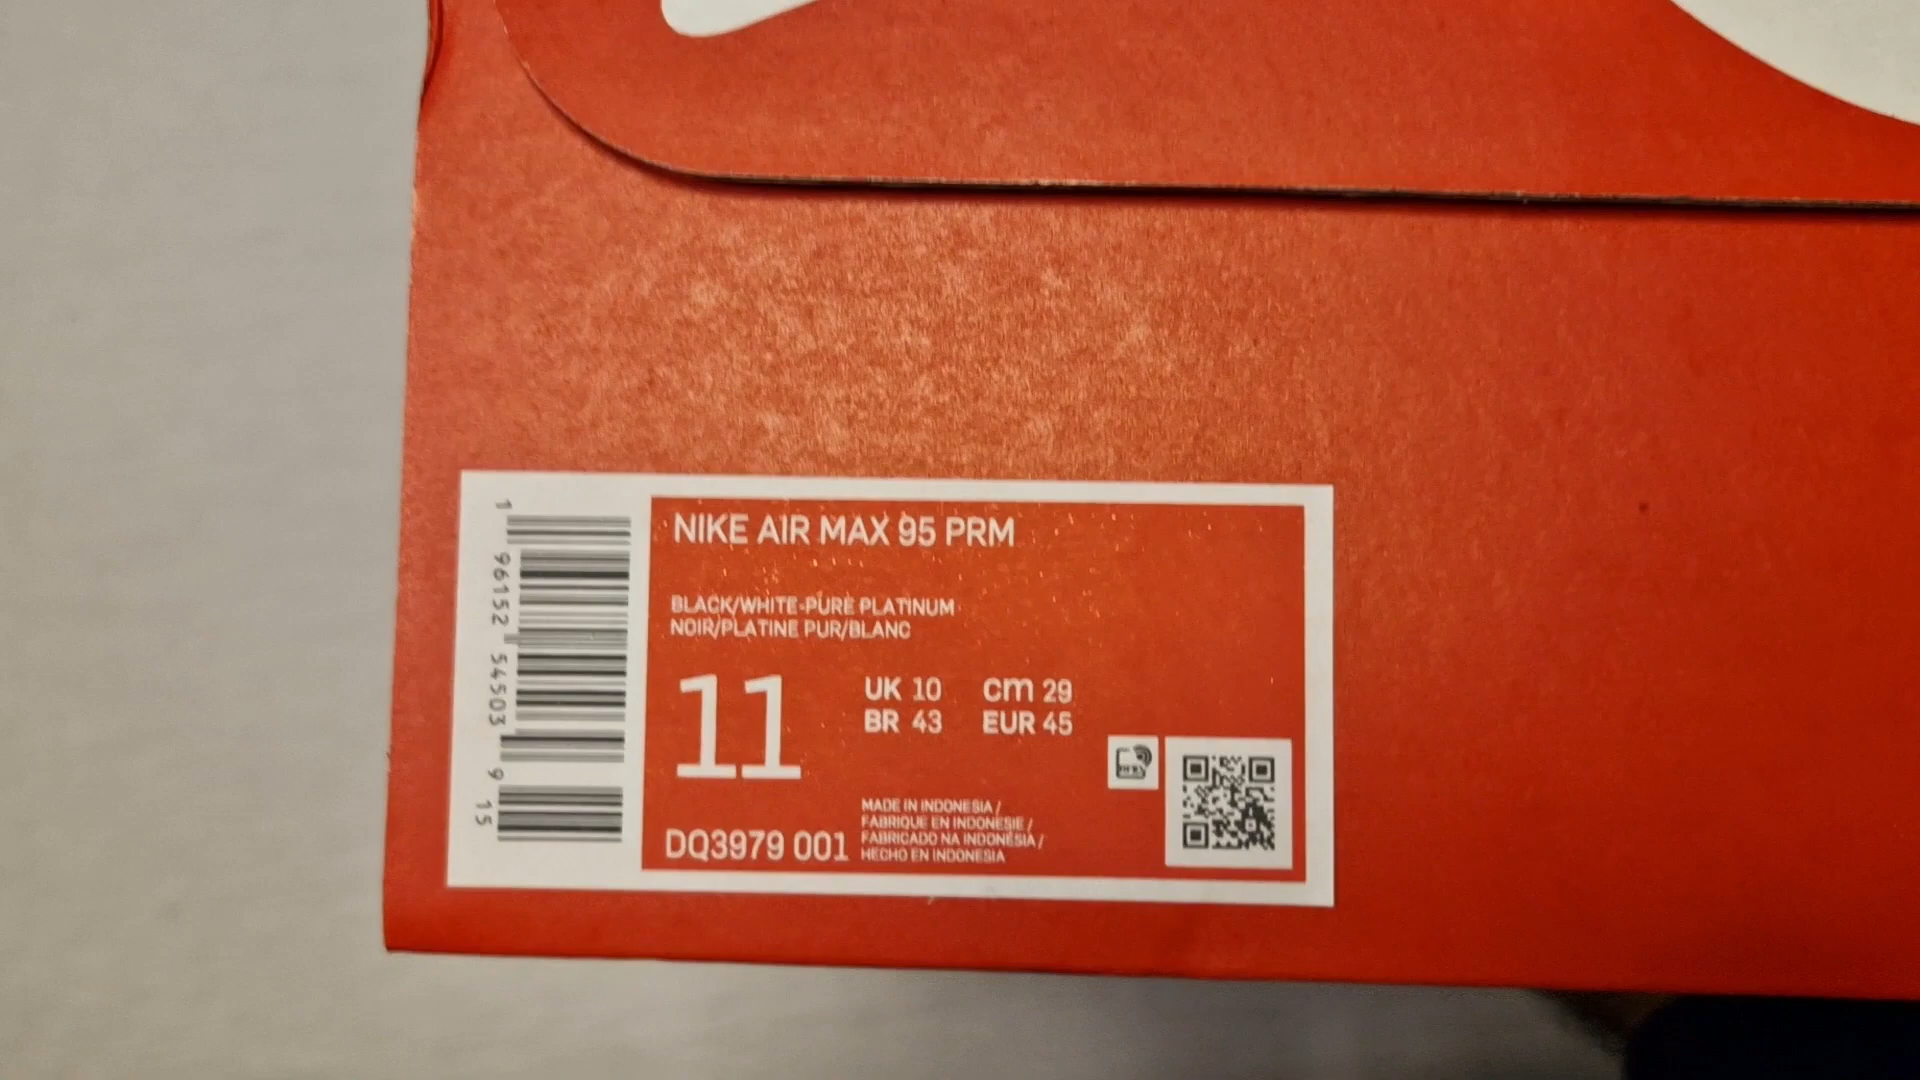 NIKE AIR MAX 95 PRM
BLACK/WHITE-PURE PLATINUM
NOIR/PLATINE PUR/BLANC
11
UK 10 cm 29
BR 43 EUR 45
MADE IN INDONESIA /
FABRIQUE EN INDONESIE /
FABRICADO NA INDONÉSIA /
HECHO EN INDONESIA
DQ3979 001
1 96152 54503 9 15